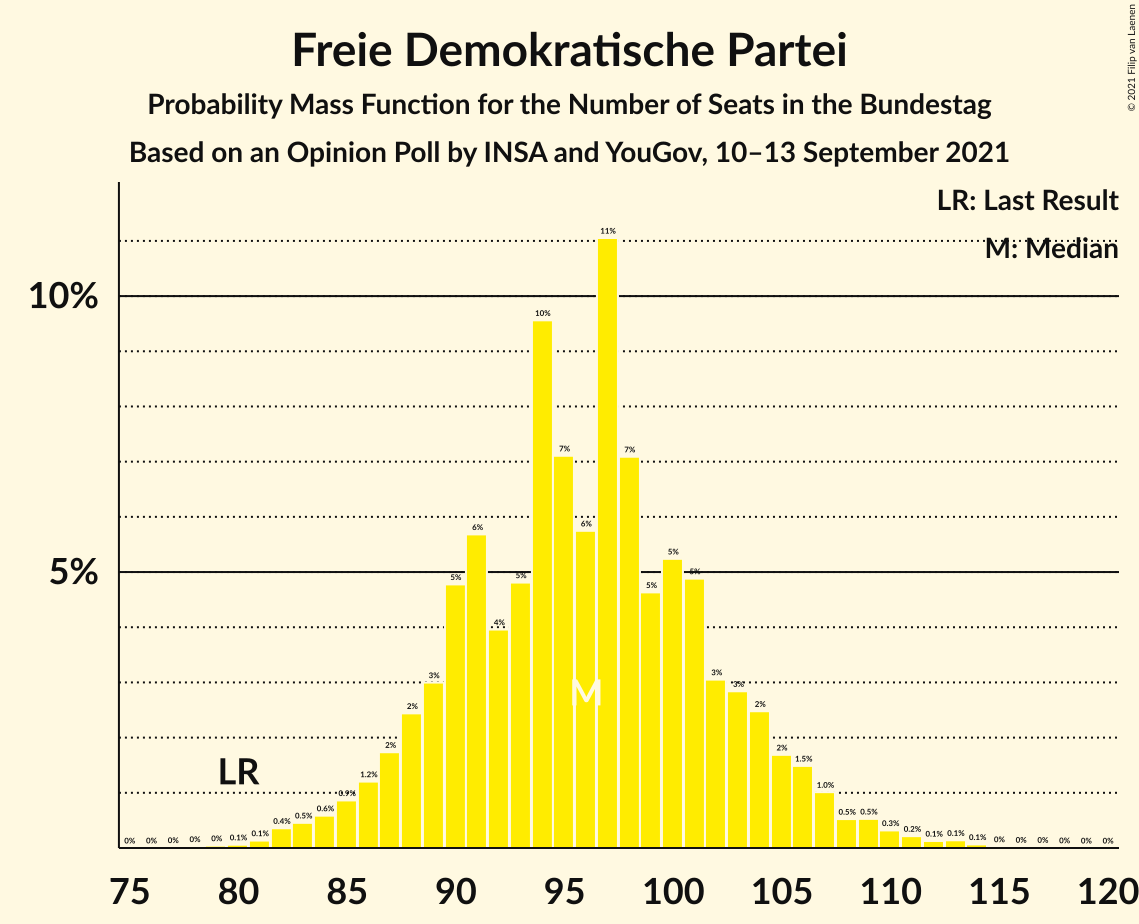 Freie Demokratische Partei
Probability Mass Function for the Number of Seats in the Bundestag
Based on an Opinion Poll by INSA and YouGov, 10–13 September 2021
© 2021 Filip van Laenen
LR: Last Result
M: Median
10%
5%
0% 0% 0% 0% 0% 0.1% 0.1% 0.4% 0.5% 0.6% 0.9% 1.2% 2% 2% 3% 5% 6% 4% 5% 10% 7% 6% 11% 7% 5% 5% 5% 3% 3% 2% 2% 1.5% 1.0% 0.5% 0.5% 0.3% 0.2% 0.1% 0.1% 0.1% 0% 0% 0% 0% 0% 0%
M
LR
75 80 85 90 95 100 105 110 115 120